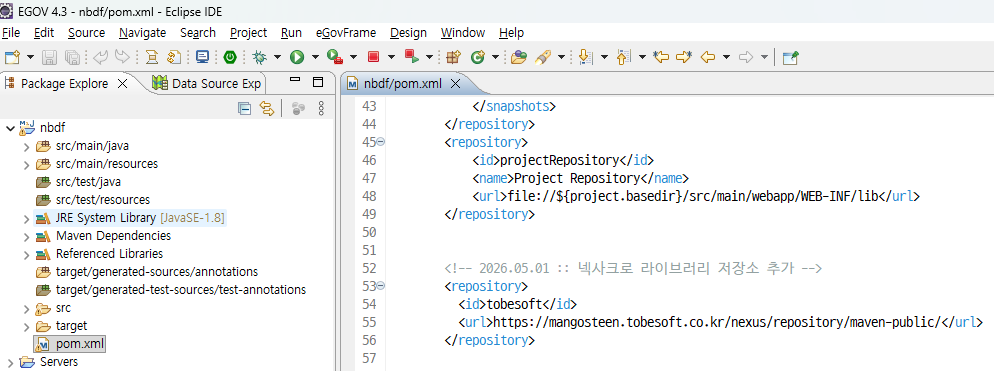 EGOV 4.3 - nbdf/pom.xml - Eclipse IDE
File Edit Source Navigate Search Project Run eGovFrame Design Window Help
Package Explore
Data Source Exp
nbdf
src/main/java
src/main/resources
src/test/java
src/test/resources
JRE System Library [JavaSE-1.8]
Maven Dependencies
Referenced Libraries
target/generated-sources/annotations
target/generated-test-sources/test-annotations
src
target
pom.xml
Servers
nbdf/pom.xml
43 </snapshots>
44 </repository>
45 <repository>
46 <id>projectRepository</id>
47 <name>Project Repository</name>
48 <url>file://${project.basedir}/src/main/webapp/WEB-INF/lib</url>
49 </repository>
50
51
52 <!-- 2026.05.01 :: 넥사크로 라이브러리 저장소 추가 -->
53 <repository>
54 <id>tobesoft</id>
55 <url>https://mangosteen.tobesoft.co.kr/nexus/repository/maven-public/</url>
56 </repository>
57